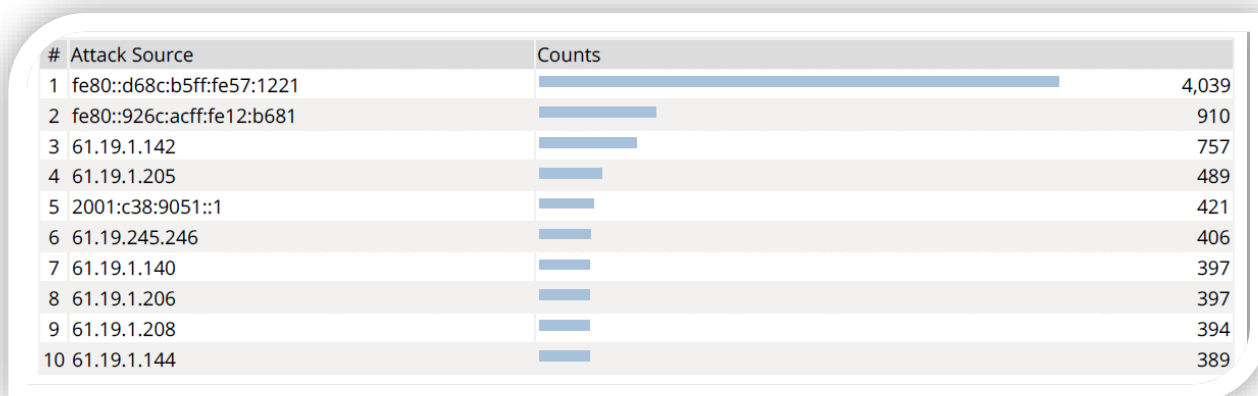 # Attack Source Counts
1 fe80::d68c:b5ff:fe57:1221 4,039
2 fe80::926c:acff:fe12:b681 910
3 61.19.1.142 757
4 61.19.1.205 489
5 2001:c38:9051::1 421
6 61.19.245.246 406
7 61.19.1.140 397
8 61.19.1.206 397
9 61.19.1.208 394
10 61.19.1.144 389